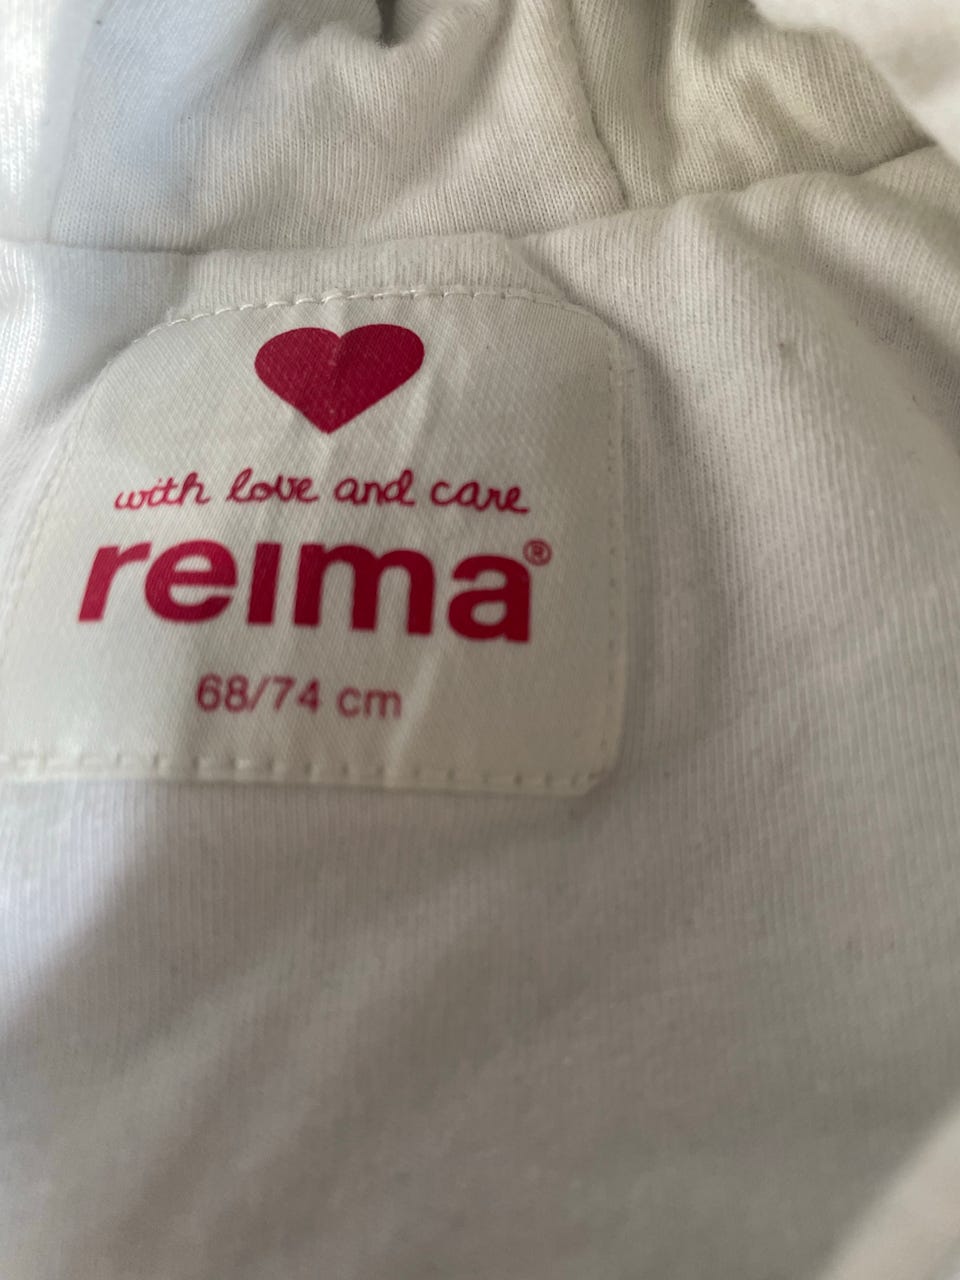 with love and care
reima®
68/74 cm